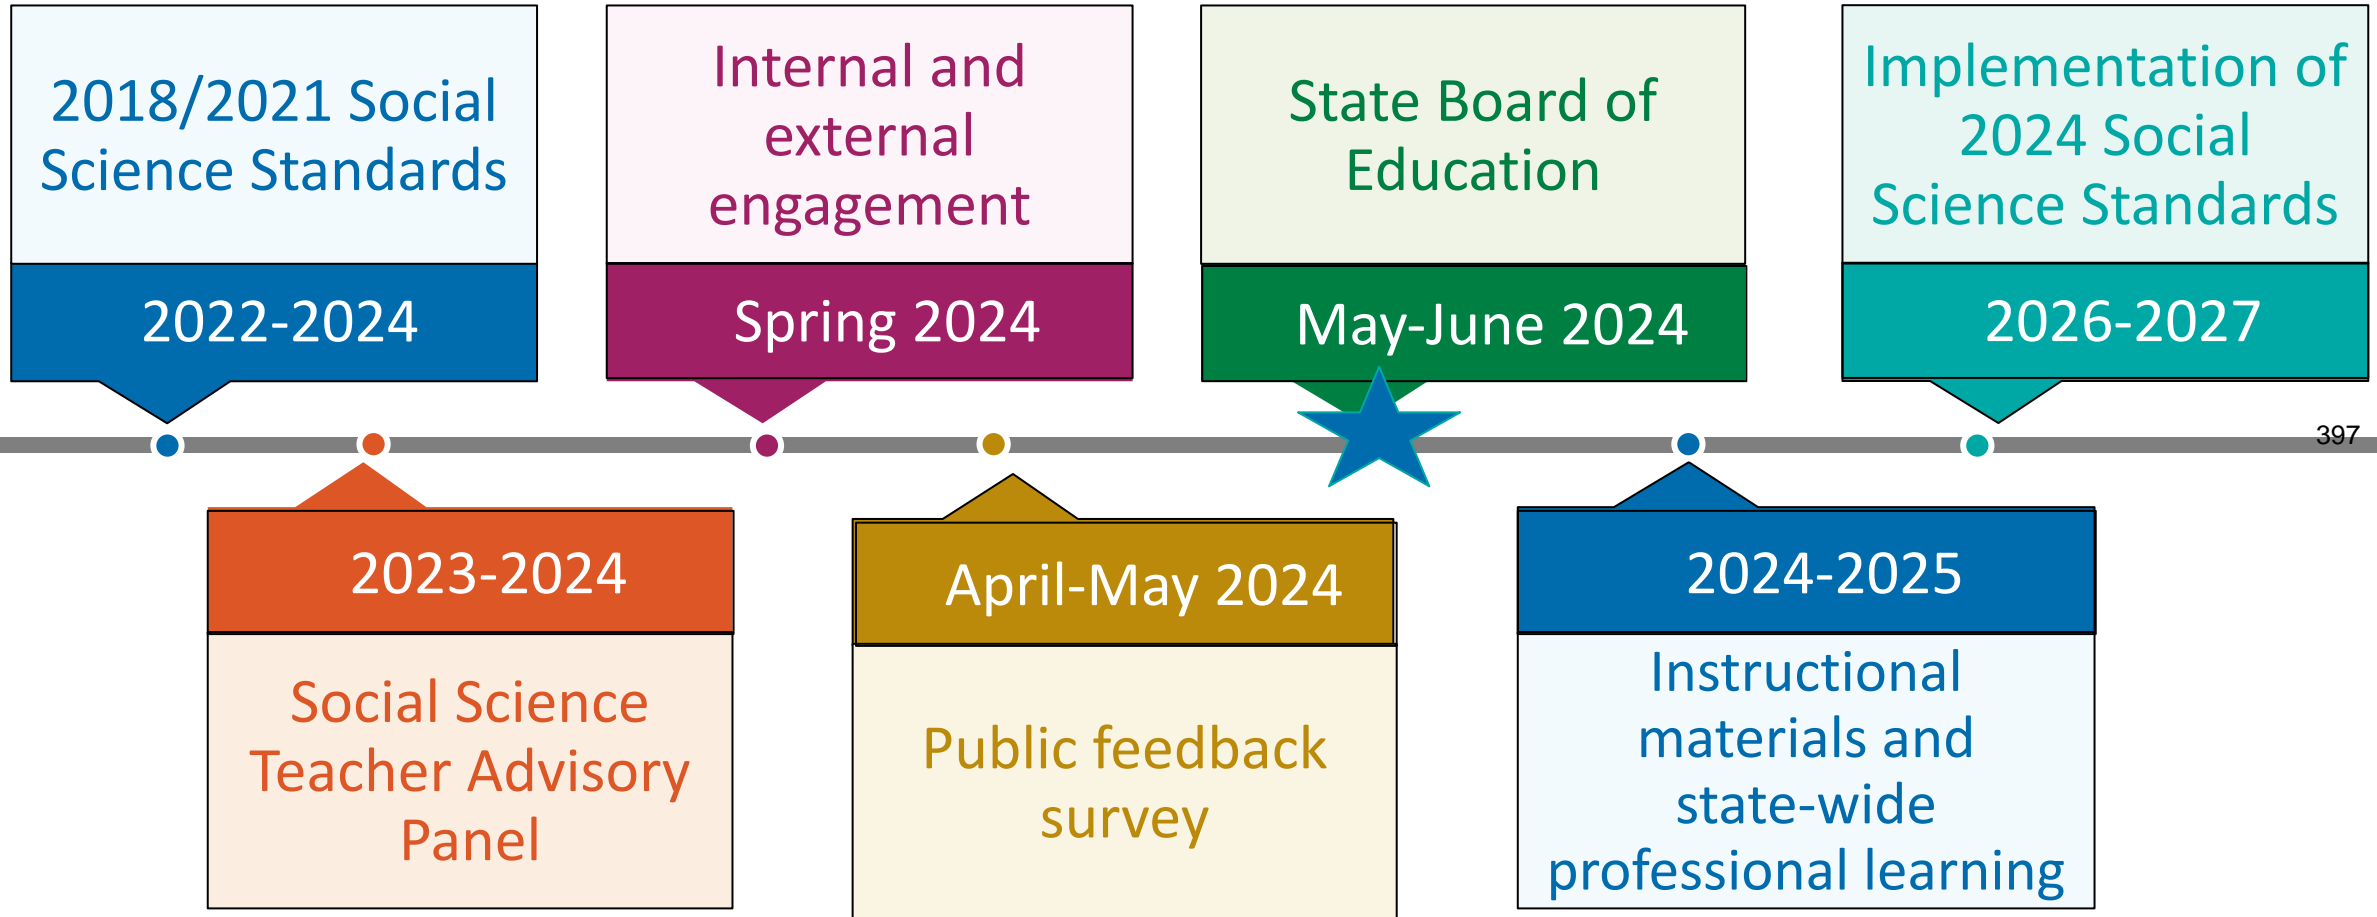 2018/2021 Social
Science Standards
2022-2024
Internal and
external
engagement
Spring 2024
State Board of
Education
May-June 2024
Implementation of
2024 Social
Science Standards
2026-2027
397
2023-2024
Social Science
Teacher Advisory
Panel
April-May 2024
Public feedback
survey
2024-2025
Instructional
materials and
state-wide
professional learning